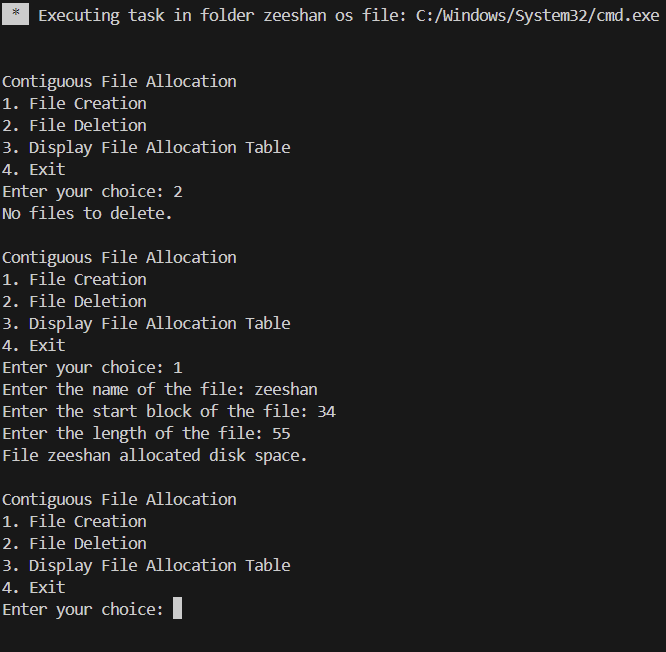 * Executing task in folder zeeshan os file: C:/Windows/System32/cmd.exe
Contiguous File Allocation
1. File Creation
2. File Deletion
3. Display File Allocation Table
4. Exit
Enter your choice: 2
No files to delete.
Contiguous File Allocation
1. File Creation
2. File Deletion
3. Display File Allocation Table
4. Exit
Enter your choice: 1
Enter the name of the file: zeeshan
Enter the start block of the file: 34
Enter the length of the file: 55
File zeeshan allocated disk space.
Contiguous File Allocation
1. File Creation
2. File Deletion
3. Display File Allocation Table
4. Exit
Enter your choice: